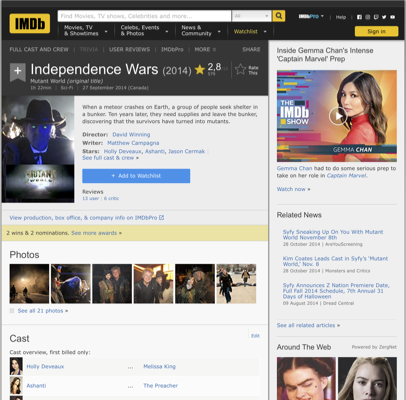 IMDb
Find Movies, TV shows, Celebrities and more...
All
IMDbPro
Help
Movies, TV & Showtimes
Celebs, Events & Photos
News & Community
Watchlist
Sign in
FULL CAST AND CREW | TRIVIA | USER REVIEWS | IMDbPro | MORE
SHARE
+
Independence Wars (2014)
2,8
Rate This
Mutant World (original title)
1h 22min | Sci-Fi | 27 September 2014 (Canada)
MUTANT
When a meteor crashes on Earth, a group of people seek shelter in
a bunker. Ten years later, they need supplies and leave the bunker,
discovering that the survivors have turned into mutants.
Director: David Winning
Writer: Matthew Campagna
Stars: Holly Deveaux, Ashanti, Jason Cermak |
See full cast & crew »
+ Add to Watchlist
Reviews
13 user | 6 critic
View production, box office, & company info on IMDbPro
2 wins & 2 nominations. See more awards »
Photos
See all 21 photos »
Cast
Edit
Cast overview, first billed only:
Holly Deveaux ... Melissa King
Ashanti ... The Preacher
Inside Gemma Chan's Intense
'Captain Marvel' Prep
THE IMDb SHOW
GEMMA CHAN
Gemma Chan had to do some serious prep
to take on her role in Captain Marvel.
Watch now »
Related News
Syfy Sneaking Up On You With Mutant
World November 8th
28 October 2014 | AreYouScreening
Kim Coates Leads Cast in Syfy's 'Mutant
World,' Nov. 8
28 October 2014 | Monsters and Critics
Syfy Announces Z Nation Premiere Date,
Full Fall 2014 Schedule, 7th Annual 31
Days of Halloween
09 August 2014 | Dread Central
See all related articles »
Around The Web
Powered by ZergNet